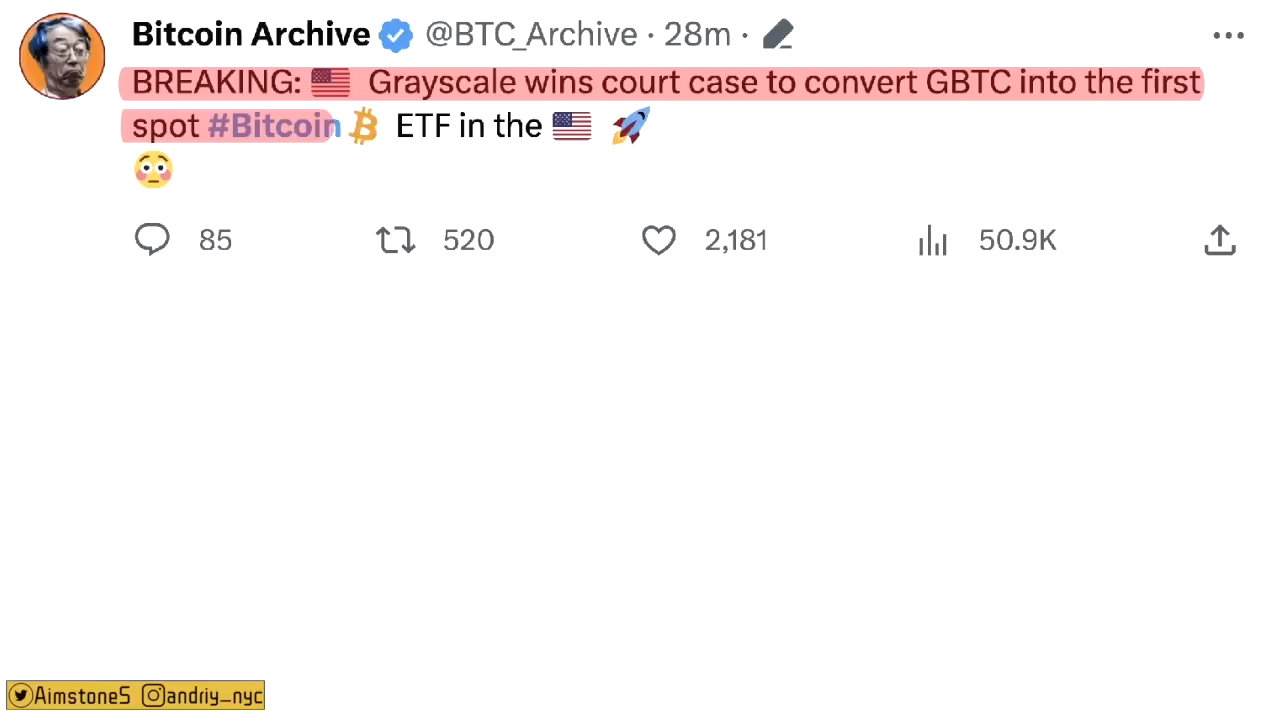 Bitcoin Archive @BTC_Archive · 28m ·
BREAKING: 🇺🇸 Grayscale wins court case to convert GBTC into the first
spot #Bitcoin ETF in the 🇺🇸 🚀
😳
85 520 2,181 50.9K
AimstoneS andriy_nyc